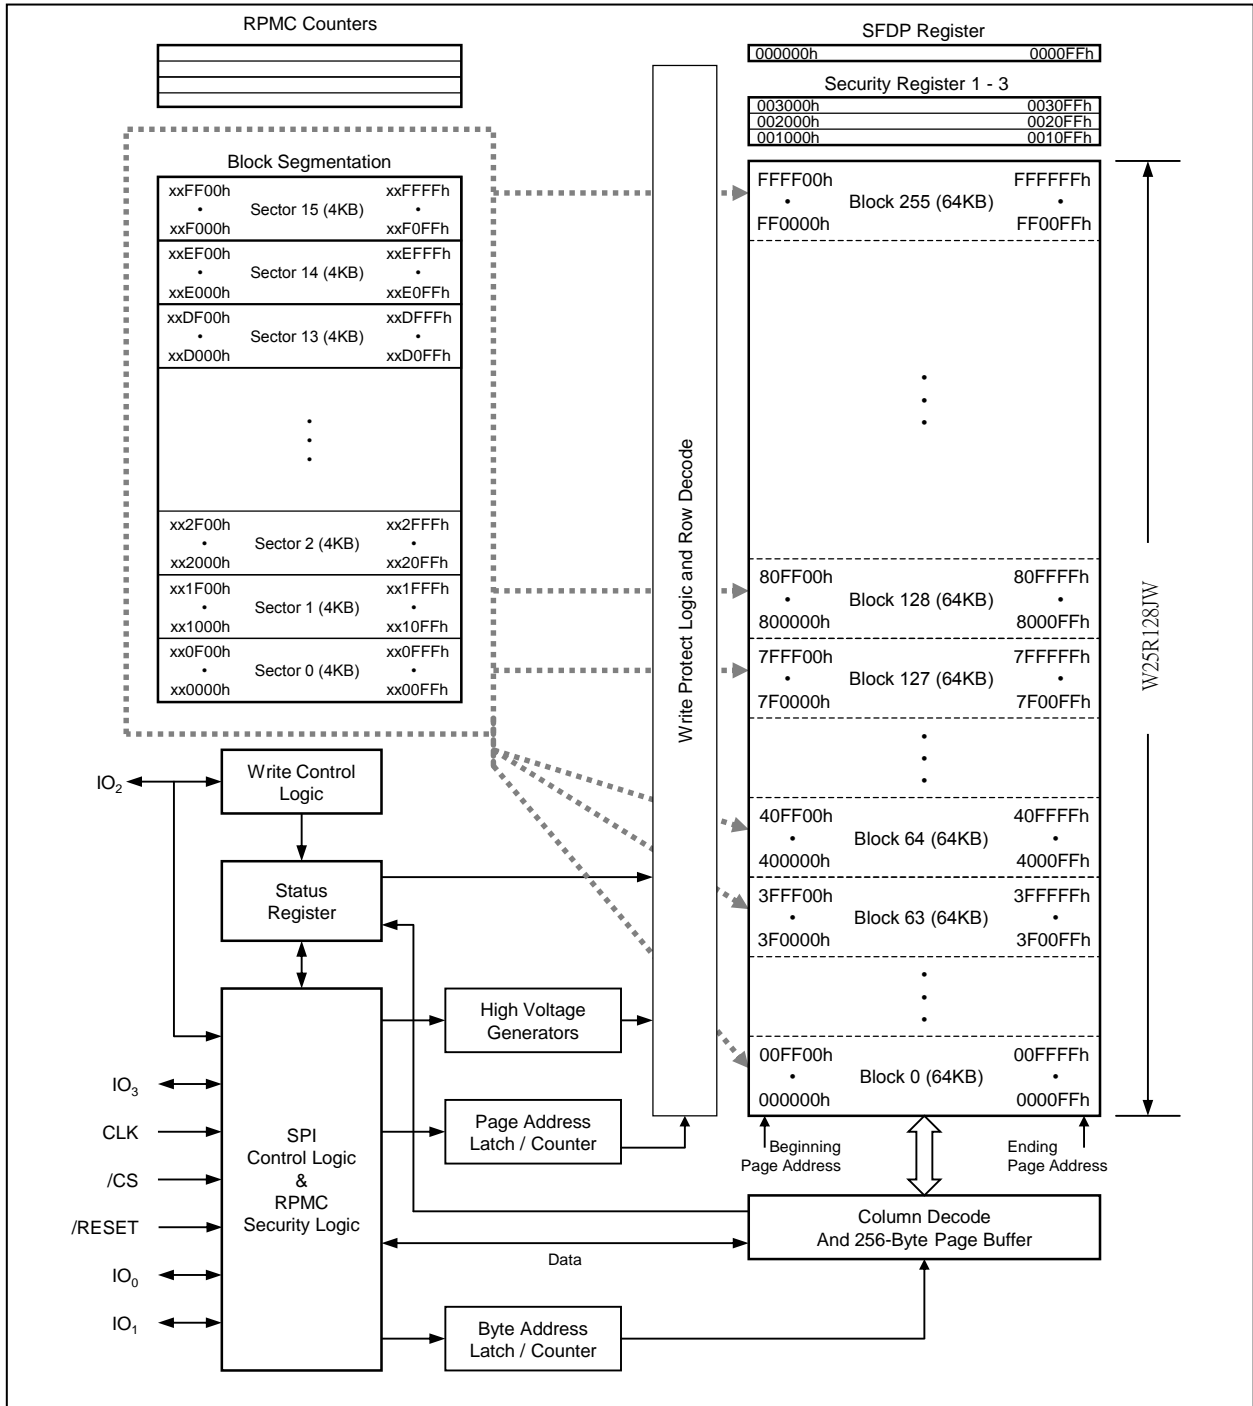 RPMC Counters
SFDP Register
000000h 0000FFh
Security Register 1 - 3
003000h 0030FFh
002000h 0020FFh
001000h 0010FFh
Block Segmentation
xxFF00h xxFFFFh
• Sector 15 (4KB) •
xxF000h xxF0FFh
xxEF00h xxEFFFh
• Sector 14 (4KB) •
xxE000h xxE0FFh
xxDF00h xxDFFFh
• Sector 13 (4KB) •
xxD000h xxD0FFh
xx2F00h xx2FFFh
• Sector 2 (4KB) •
xx2000h xx20FFh
xx1F00h xx1FFFh
• Sector 1 (4KB) •
xx1000h xx10FFh
xx0F00h xx0FFFh
• Sector 0 (4KB) •
xx0000h xx00FFh
Write Protect Logic and Row Decode
FFFF00h FFFFFFh
• Block 255 (64KB) •
FF0000h FF00FFh
80FF00h 80FFFFh
• Block 128 (64KB) •
800000h 8000FFh
7FFF00h 7FFFFFh
• Block 127 (64KB) •
7F0000h 7F00FFh
40FF00h 40FFFFh
• Block 64 (64KB) •
400000h 4000FFh
3FFF00h 3FFFFFh
• Block 63 (64KB) •
3F0000h 3F00FFh
00FF00h 00FFFFh
• Block 0 (64KB) •
000000h 0000FFh
W25R128JW
Beginning
Page Address
Ending
Page Address
IO2
Write Control
Logic
Status
Register
High Voltage
Generators
IO3
CLK
/CS
/RESET
IO0
IO1
SPI
Control Logic
&
RPMC
Security Logic
Page Address
Latch / Counter
Column Decode
And 256-Byte Page Buffer
Data
Byte Address
Latch / Counter